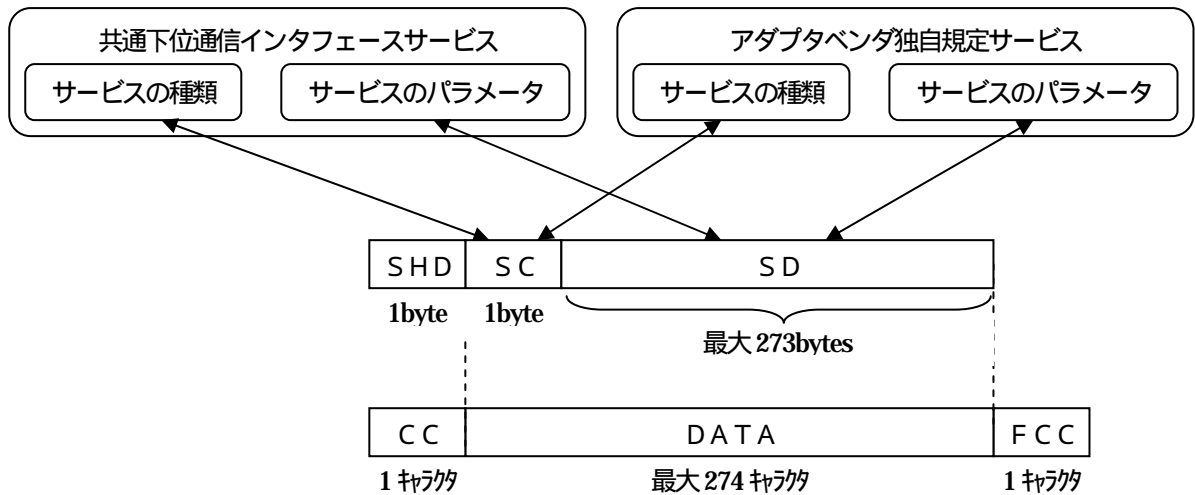 共通下位通信インタフェースサービス
アダプタベンダ独自規定サービス
サービスの種類
サービスのパラメータ
サービスの種類
サービスのパラメータ
ＳＨＤ
ＳＣ
ＳＤ
1byte
1byte
最大 273bytes
ＣＣ
ＤＡＴＡ
ＦＣＣ
1 ｷｬﾗｸﾀ
最大 274 ｷｬﾗｸﾀ
1 ｷｬﾗｸﾀ